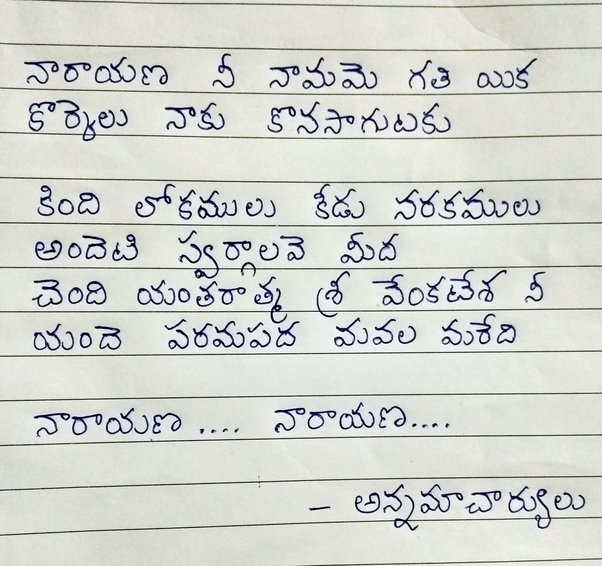 నారాయణ నీ నామమె గతి యిక
కొర్కెలు నాకు కొనసాగుటకు
కింది లోకములు కీడు నరకములు
అందెటి స్వర్గాలవె మీద
చెంది యంతరాత్మ శ్రీ వేంకటేశ నీ
యందె పరమపద మవల మరేది
నారాయణ .... నారాయణ....
– అన్నమాచార్యులు